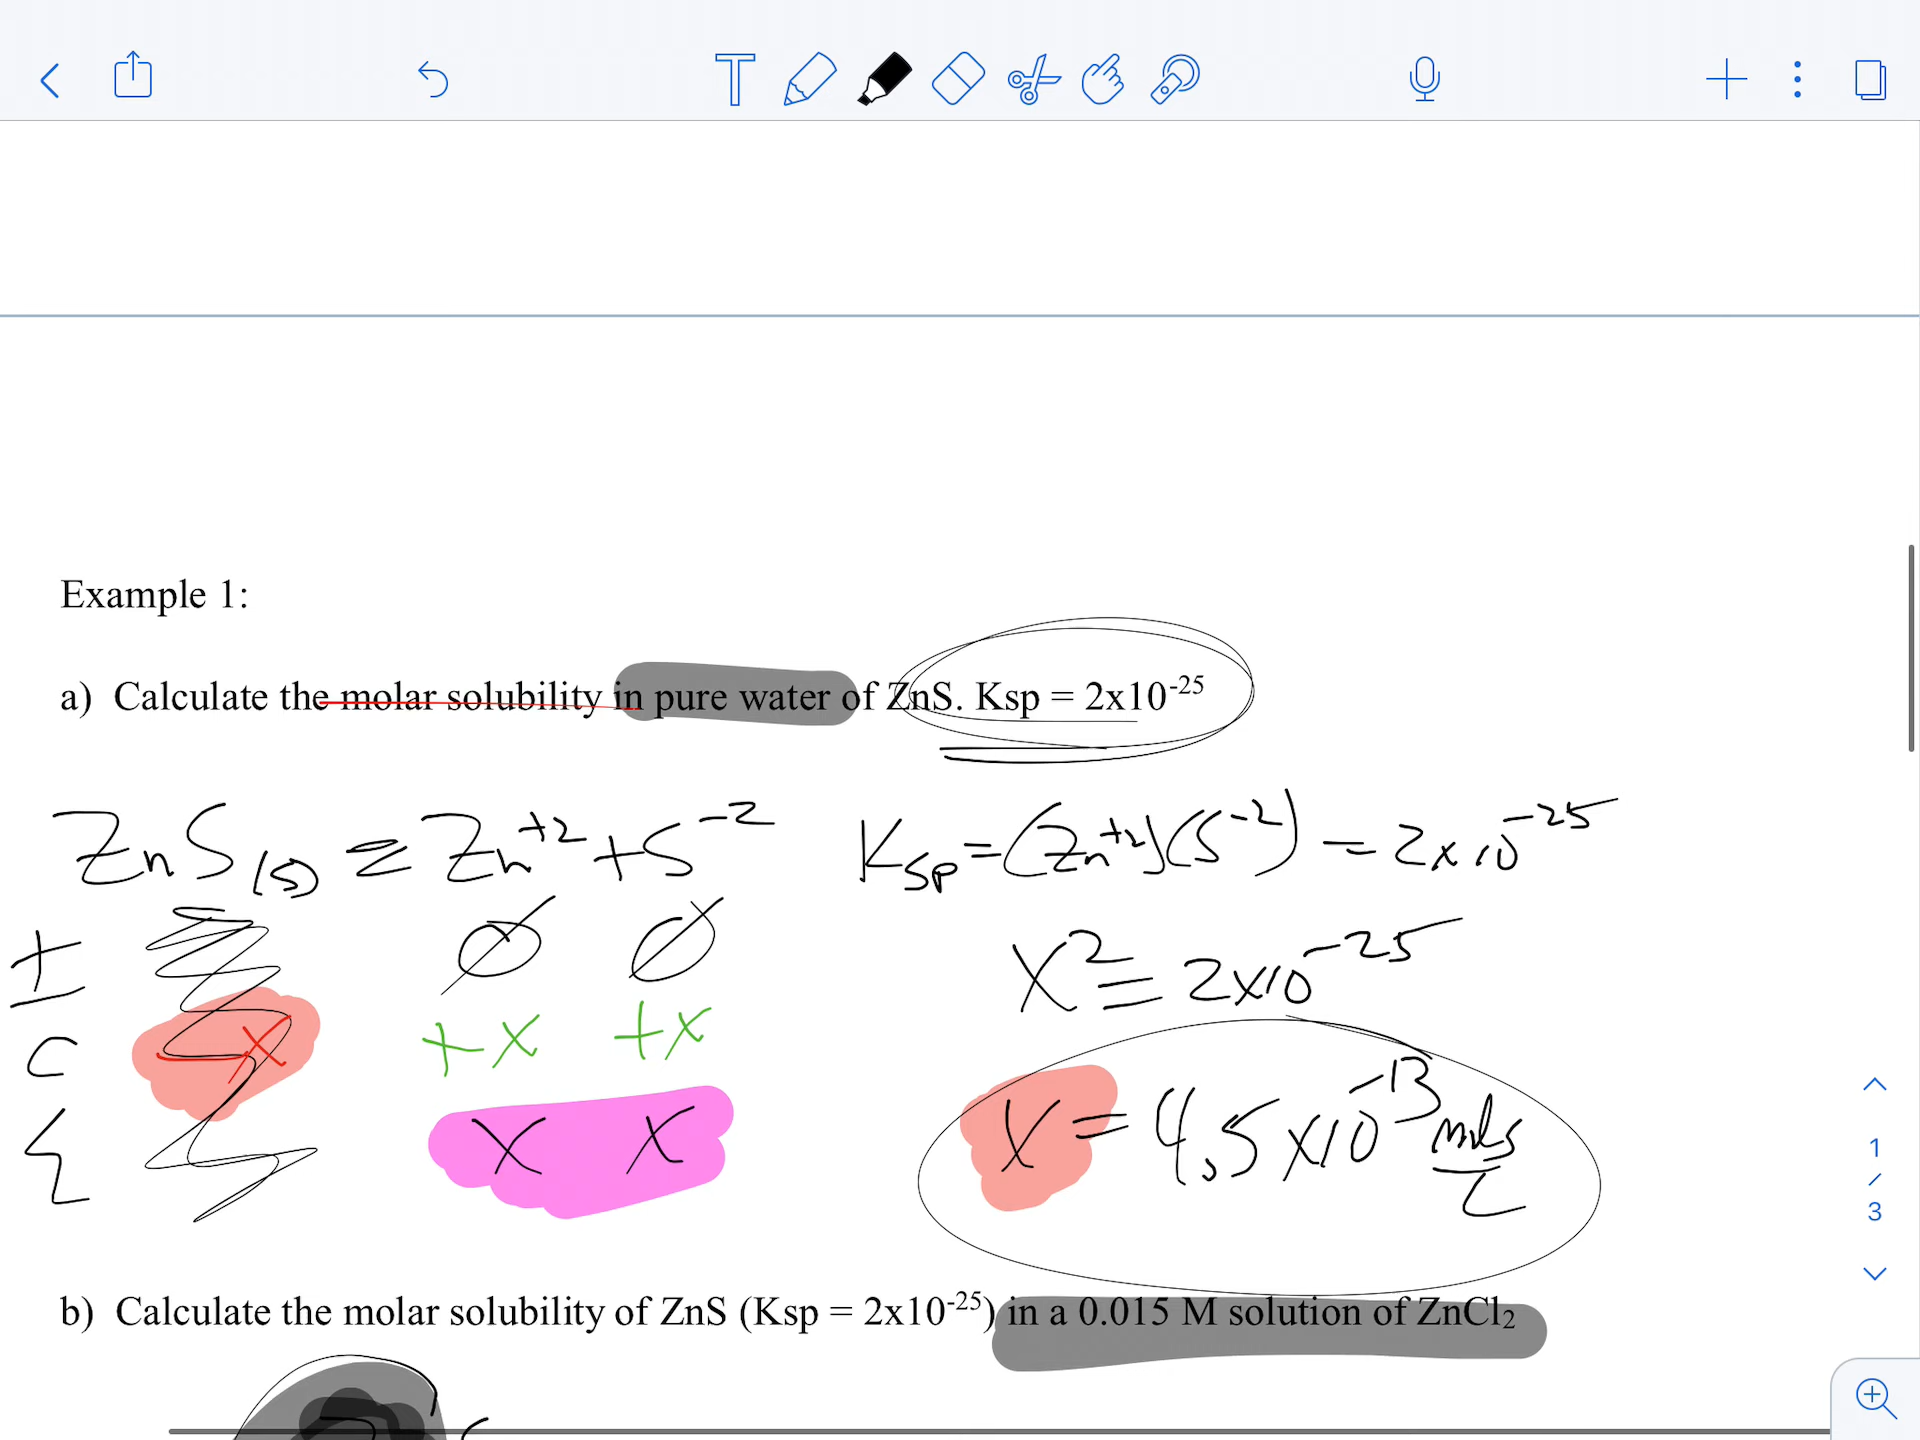 Example 1:
a) Calculate the molar solubility in pure water of ZnS. Ksp = 2x10⁻²⁵
ZnS(s) ⇌ Zn⁺² + S⁻² Ksp = (Zn⁺²)(S⁻²) = 2x10⁻²⁵
I Ø Ø
x² = 2x10⁻²⁵
C -x +x +x
E x x
x = 4.5x10⁻¹³ mols/L
b) Calculate the molar solubility of ZnS (Ksp = 2x10⁻²⁵) in a 0.015 M solution of ZnCl₂
1
/
3